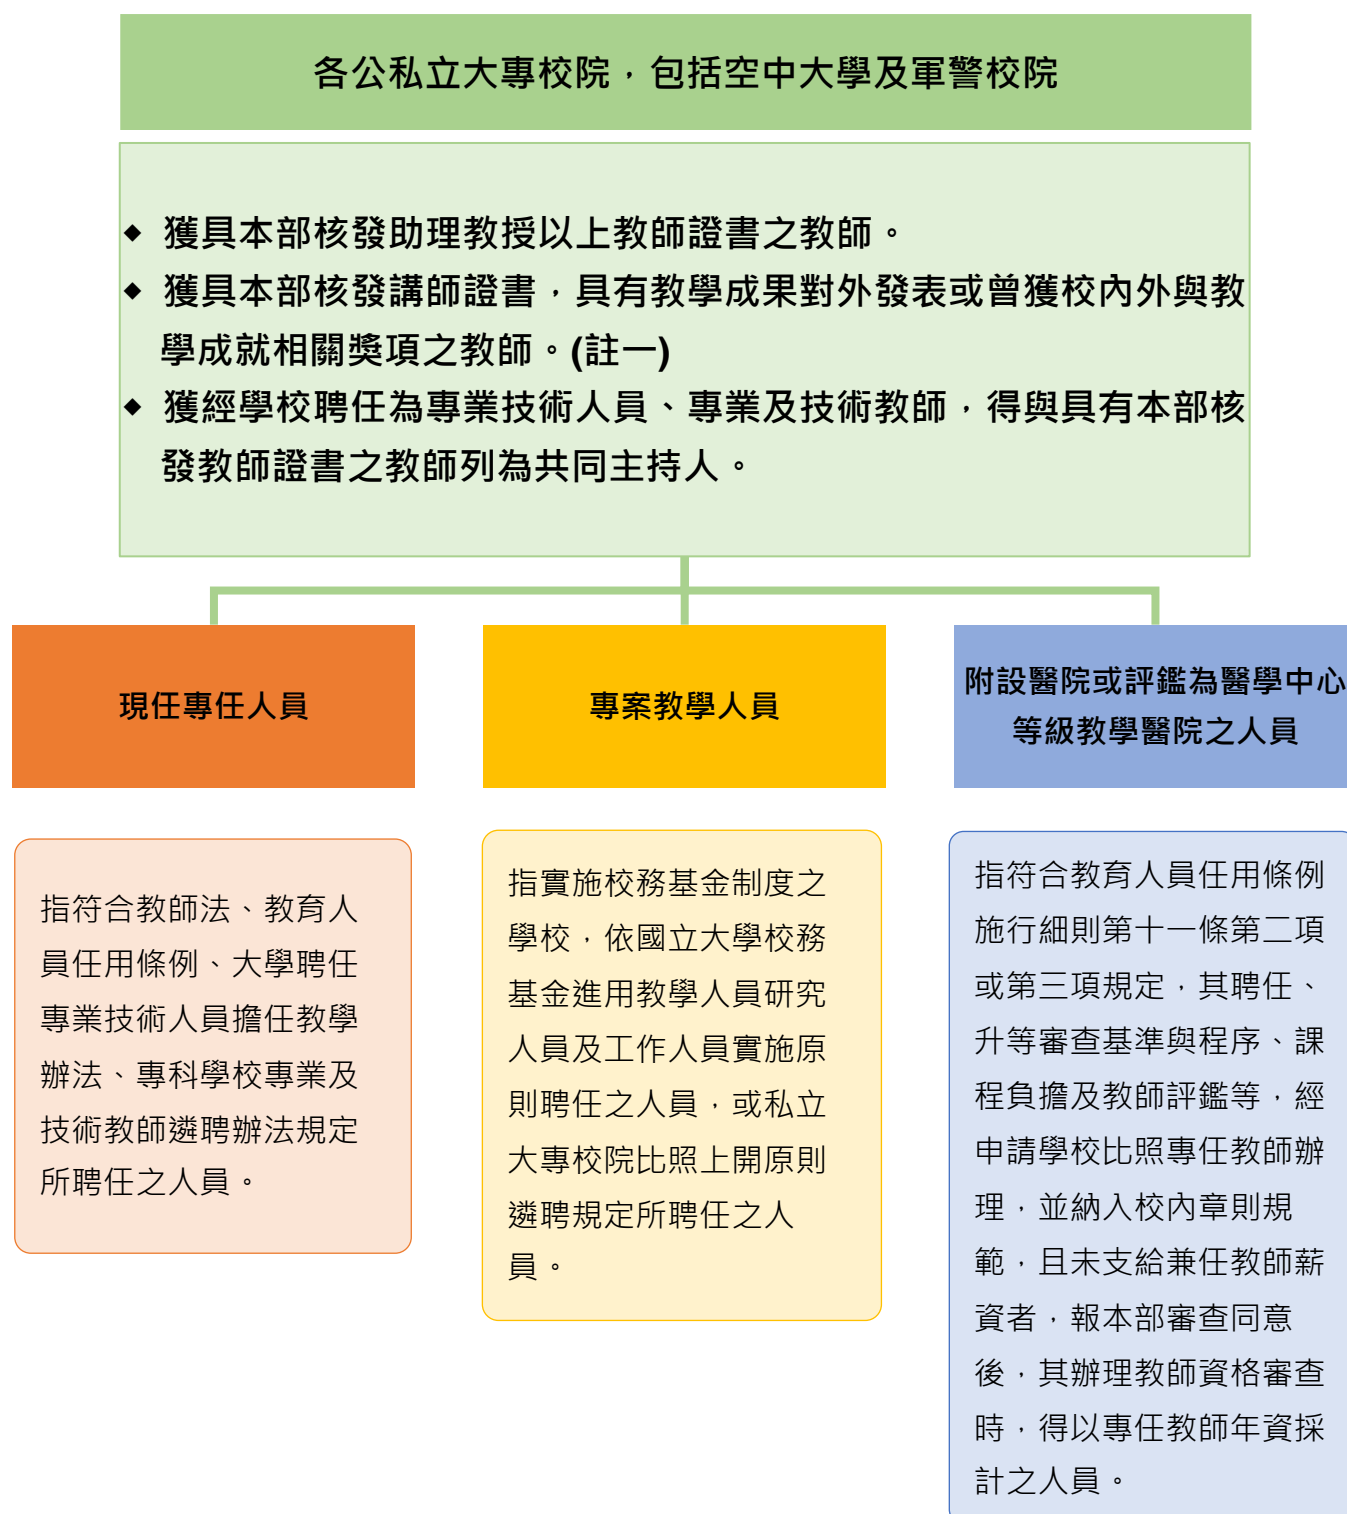 各公私立大專校院，包括空中大學及軍警校院
◆ 獲具本部核發助理教授以上教師證書之教師。
◆ 獲具本部核發講師證書，具有教學成果對外發表或曾獲校內外與教
學成就相關獎項之教師。(註一)
◆ 獲經學校聘任為專業技術人員、專業及技術教師，得與具有本部核
發教師證書之教師列為共同主持人。
現任專任人員
指符合教師法、教育人
員任用條例、大學聘任
專業技術人員擔任教學
辦法、專科學校專業及
技術教師遴聘辦法規定
所聘任之人員。
專案教學人員
指實施校務基金制度之
學校，依國立大學校務
基金進用教學人員研究
人員及工作人員實施原
則聘任之人員，或私立
大專校院比照上開原則
遴聘規定所聘任之人
員。
附設醫院或評鑑為醫學中心
等級教學醫院之人員
指符合教育人員任用條例
施行細則第十一條第二項
或第三項規定，其聘任、
升等審查基準與程序、課
程負擔及教師評鑑等，經
申請學校比照專任教師辦
理，並納入校內章則規
範，且未支給兼任教師薪
資者，報本部審查同意
後，其辦理教師資格審查
時，得以專任教師年資採
計之人員。